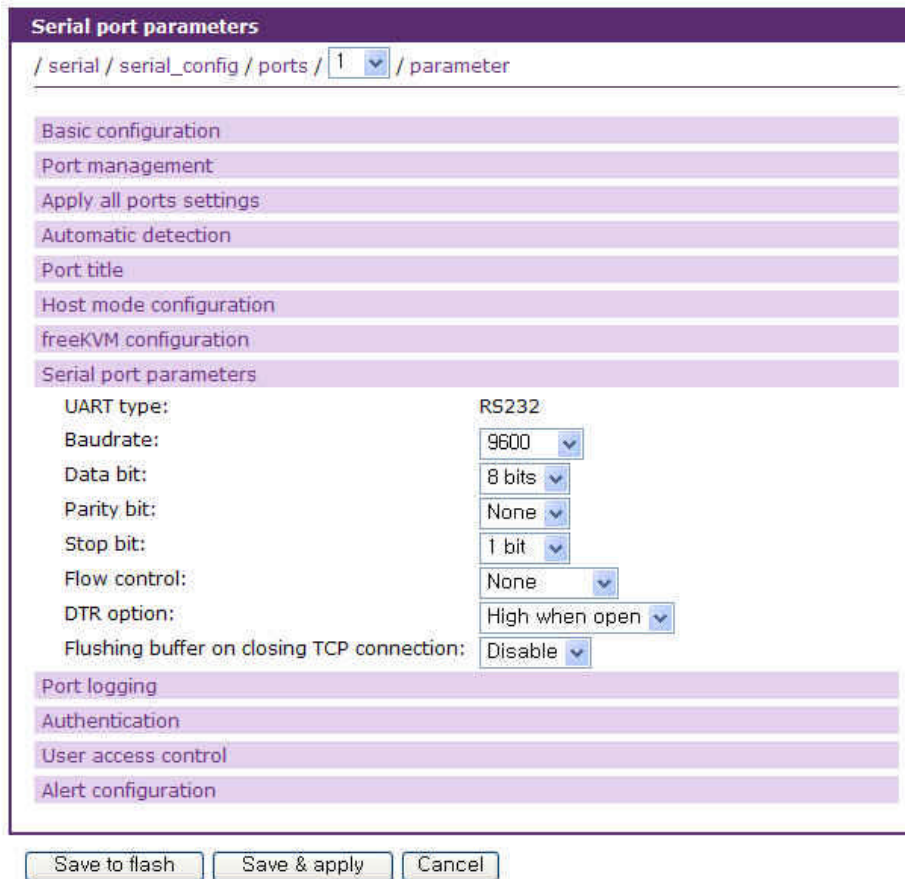 Serial port parameters
/ serial / serial_config / ports / 1 / parameter
Basic configuration
Port management
Apply all ports settings
Automatic detection
Port title
Host mode configuration
freeKVM configuration
Serial port parameters
UART type: RS232
Baudrate: 9600
Data bit: 8 bits
Parity bit: None
Stop bit: 1 bit
Flow control: None
DTR option: High when open
Flushing buffer on closing TCP connection: Disable
Port logging
Authentication
User access control
Alert configuration
Save to flash Save & apply Cancel